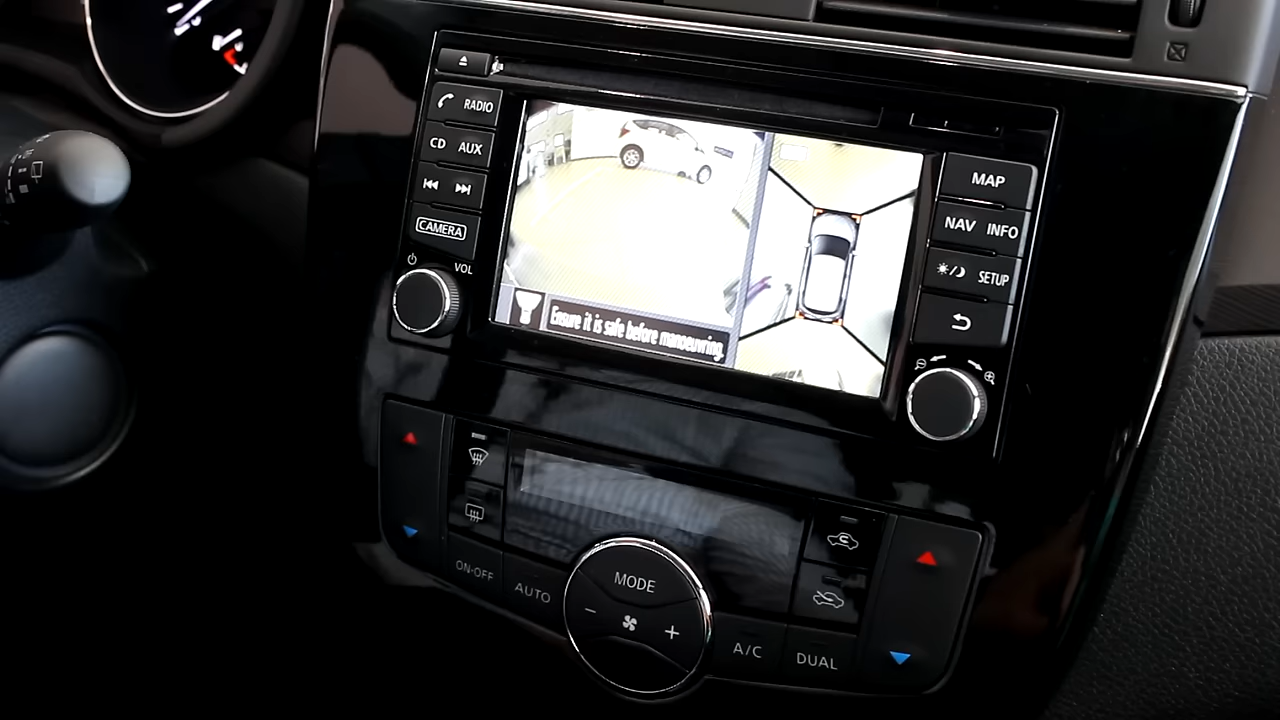 RADIO
CD AUX
CAMERA
VOL
Ensure it is safe before manoeuvring.
MAP
NAV INFO
SETUP
ON·OFF
AUTO
MODE
A/C
DUAL